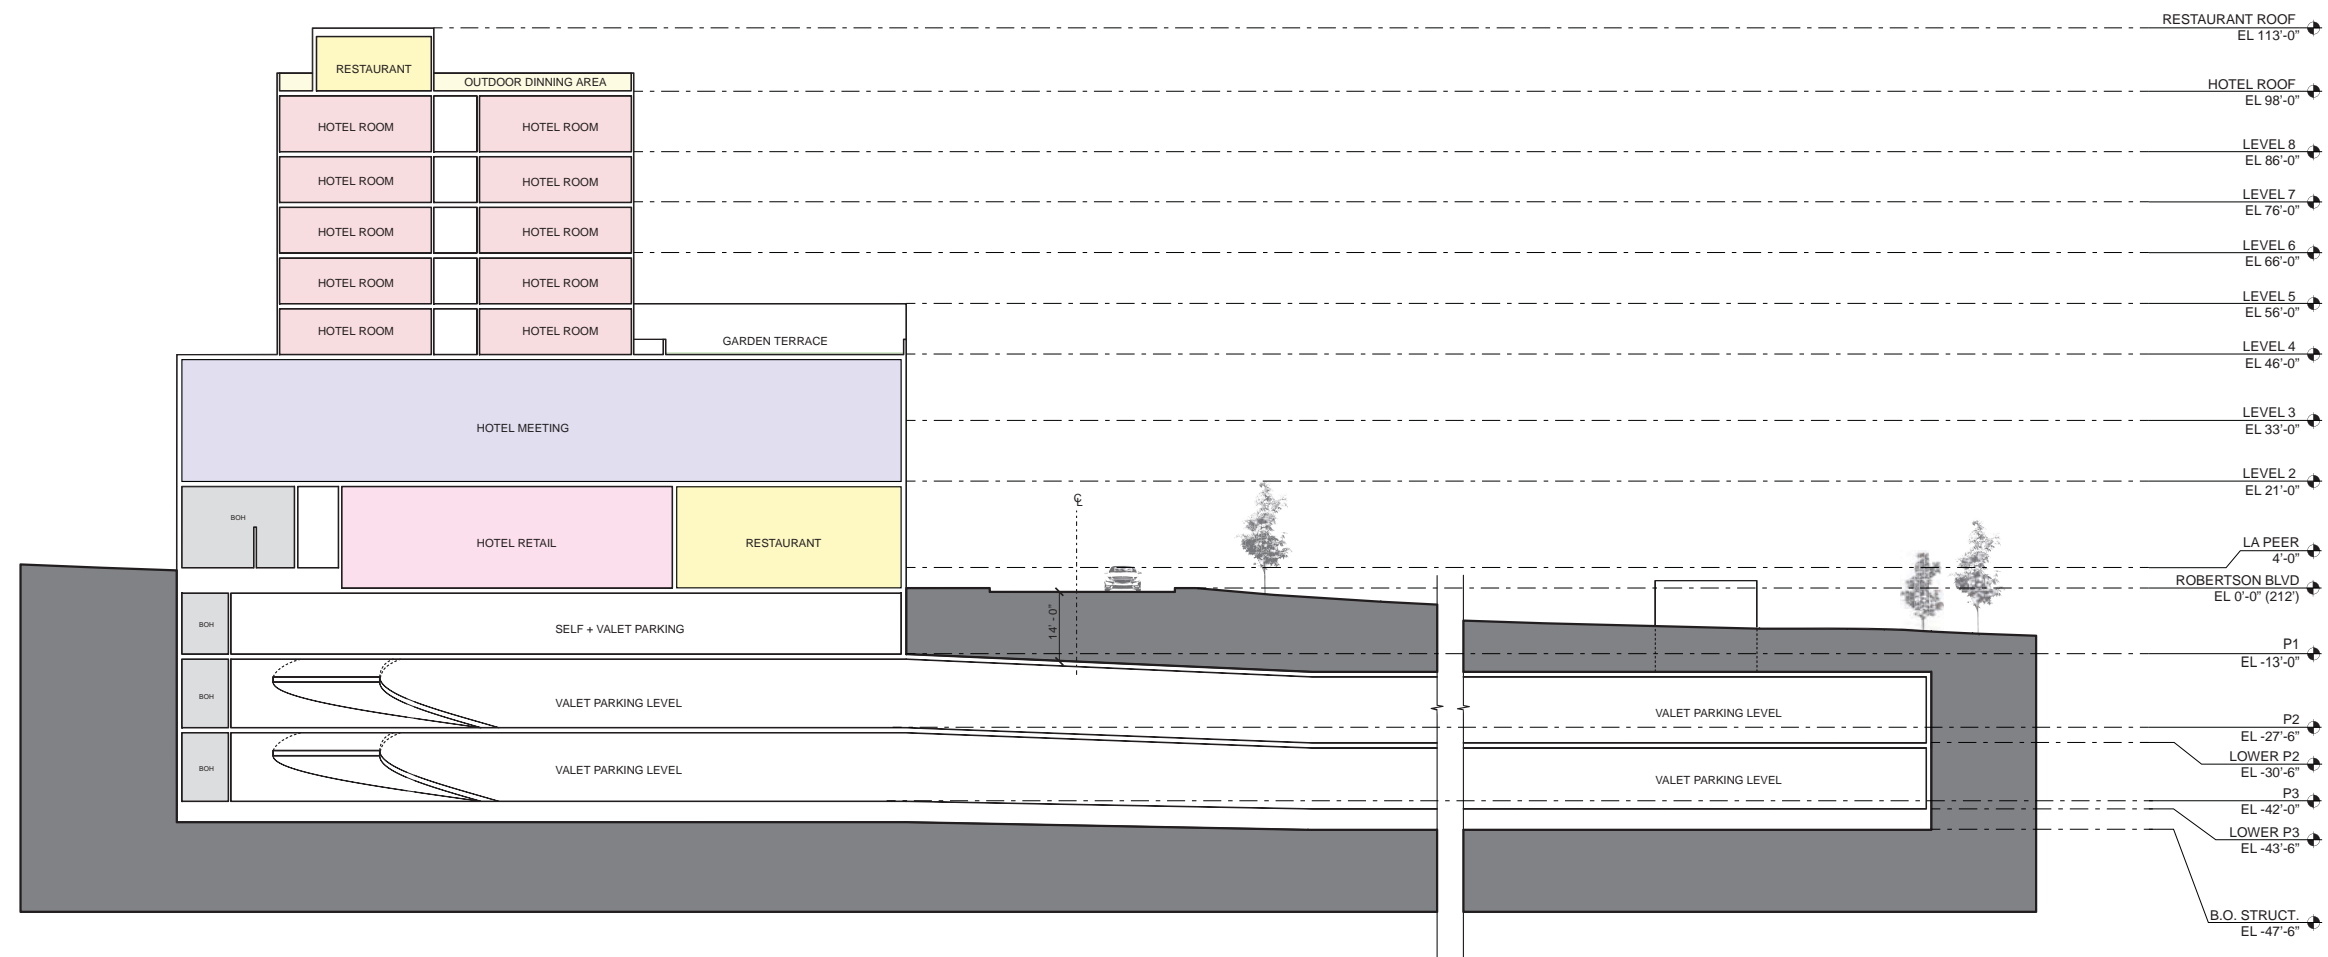 RESTAURANT ROOF
EL 113'-0"
RESTAURANT
OUTDOOR DINNING AREA
HOTEL ROOF
EL 98'-0"
HOTEL ROOM
HOTEL ROOM
LEVEL 8
EL 86'-0"
HOTEL ROOM
HOTEL ROOM
LEVEL 7
EL 76'-0"
HOTEL ROOM
HOTEL ROOM
LEVEL 6
EL 66'-0"
HOTEL ROOM
HOTEL ROOM
LEVEL 5
EL 56'-0"
HOTEL ROOM
HOTEL ROOM
GARDEN TERRACE
LEVEL 4
EL 46'-0"
HOTEL MEETING
LEVEL 3
EL 33'-0"
LEVEL 2
EL 21'-0"
℄
BOH
HOTEL RETAIL
RESTAURANT
LA PEER
4'-0"
ROBERTSON BLVD
EL 0'-0" (212')
BOH
SELF + VALET PARKING
14' - 0"
P1
EL -13'-0"
BOH
VALET PARKING LEVEL
VALET PARKING LEVEL
P2
EL -27'-6"
LOWER P2
EL -30'-6"
BOH
VALET PARKING LEVEL
VALET PARKING LEVEL
P3
EL -42'-0"
LOWER P3
EL -43'-6"
B.O. STRUCT.
EL -47'-6"